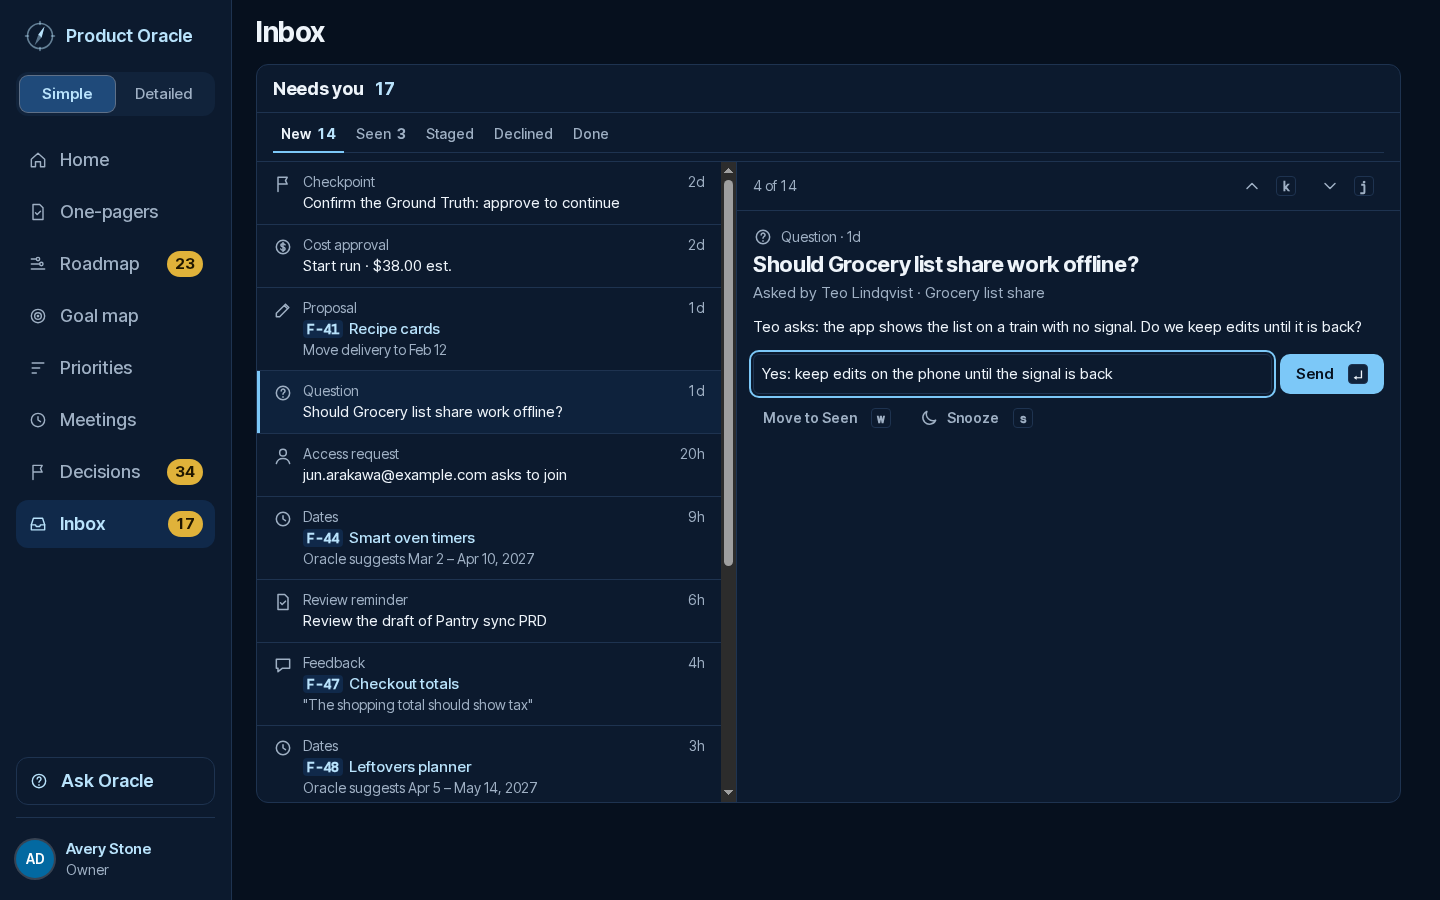 Product Oracle
Simple
Detailed
Home
One-pagers
Roadmap 23
Goal map
Priorities
Meetings
Decisions 34
Inbox 17
Ask Oracle
AD
Avery Stone
Owner
Inbox
Needs you 17
New 14
Seen 3
Staged
Declined
Done
Checkpoint 2d
Confirm the Ground Truth: approve to continue
Cost approval 2d
Start run · $38.00 est.
Proposal 1d
F-41 Recipe cards
Move delivery to Feb 12
Question 1d
Should Grocery list share work offline?
Access request 20h
jun.arakawa@example.com asks to join
Dates 9h
F-44 Smart oven timers
Oracle suggests Mar 2 – Apr 10, 2027
Review reminder 6h
Review the draft of Pantry sync PRD
Feedback 4h
F-47 Checkout totals
"The shopping total should show tax"
Dates 3h
F-48 Leftovers planner
Oracle suggests Apr 5 – May 14, 2027
4 of 14
k
j
Question · 1d
Should Grocery list share work offline?
Asked by Teo Lindqvist · Grocery list share
Teo asks: the app shows the list on a train with no signal. Do we keep edits until it is back?
Yes: keep edits on the phone until the signal is back
Send
Move to Seen w
Snooze s